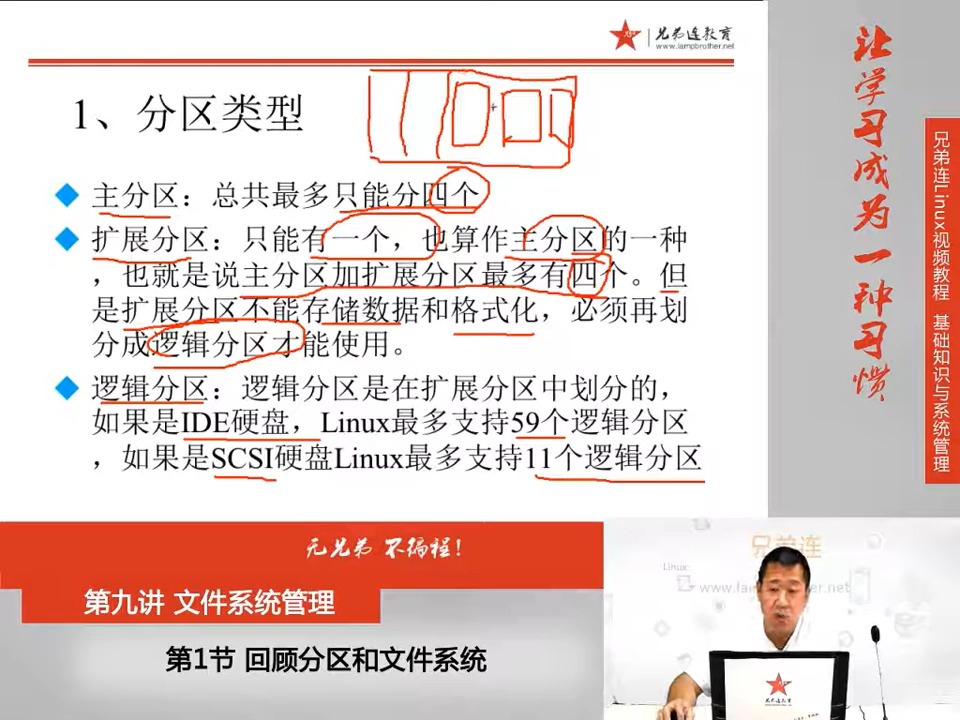 兄弟连教育
www.lampbrother.net
1、分区类型
主分区：总共最多只能分四个
扩展分区：只能有一个，也算作主分区的一种
，也就是说主分区加扩展分区最多有四个。但
是扩展分区不能存储数据和格式化，必须再划
分成逻辑分区才能使用。
逻辑分区：逻辑分区是在扩展分区中划分的，
如果是IDE硬盘，Linux最多支持59个逻辑分区
，如果是SCSI硬盘Linux最多支持11个逻辑分区
让学习成为一种习惯
兄弟连Linux视频教程 基础知识与系统管理
无兄弟 不编程！
第九讲 文件系统管理
第1节 回顾分区和文件系统
兄弟连
Linux